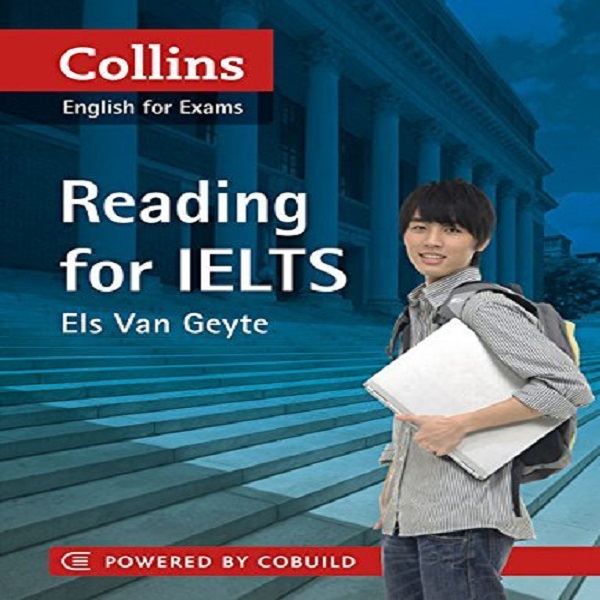 Collins
English for Exams
Reading
for IELTS
Els Van Geyte
POWERED BY COBUILD